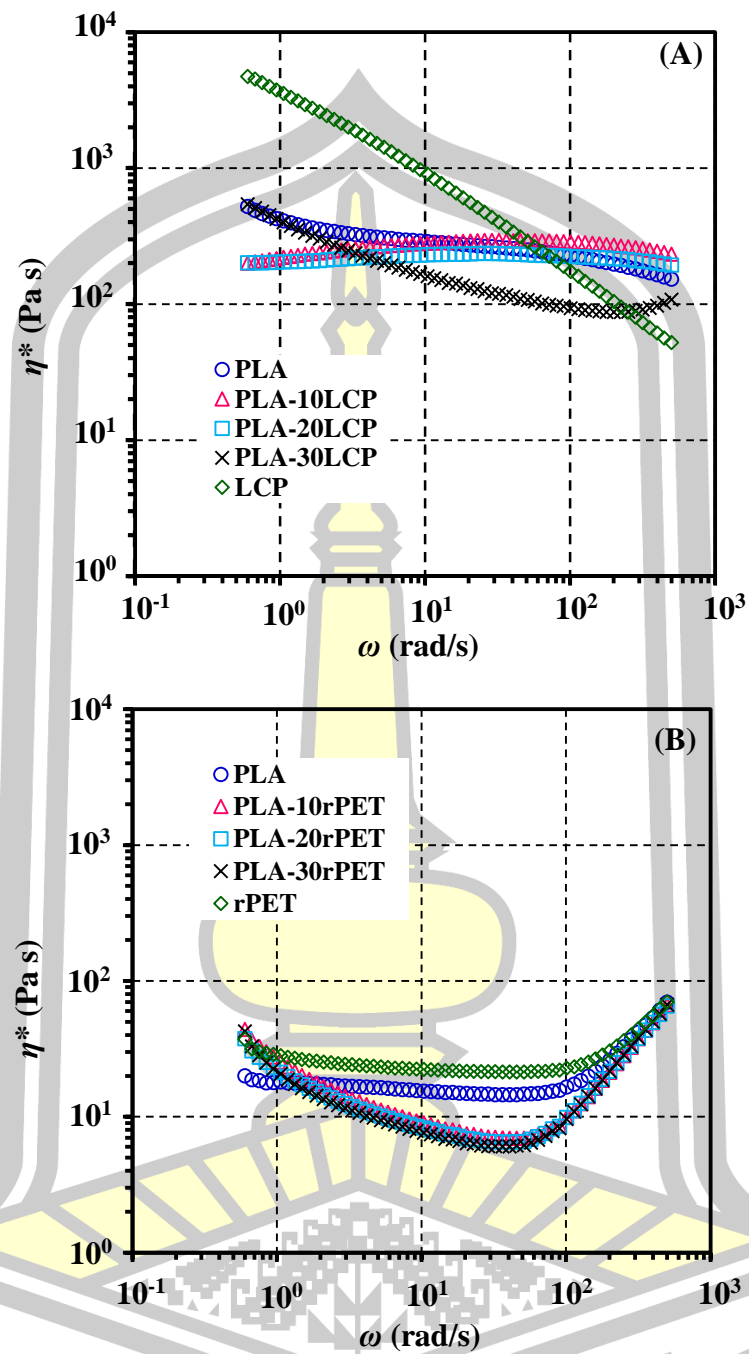 (A)
10⁴
10³
10²
10¹
10⁰
η* (Pa s)
PLA
PLA-10LCP
PLA-20LCP
PLA-30LCP
LCP
10⁻¹ 10⁰ 10¹ 10² 10³
ω (rad/s)
(B)
10⁴
10³
10²
10¹
10⁰
η* (Pa s)
PLA
PLA-10rPET
PLA-20rPET
PLA-30rPET
rPET
10⁻¹ 10⁰ 10¹ 10² 10³
ω (rad/s)